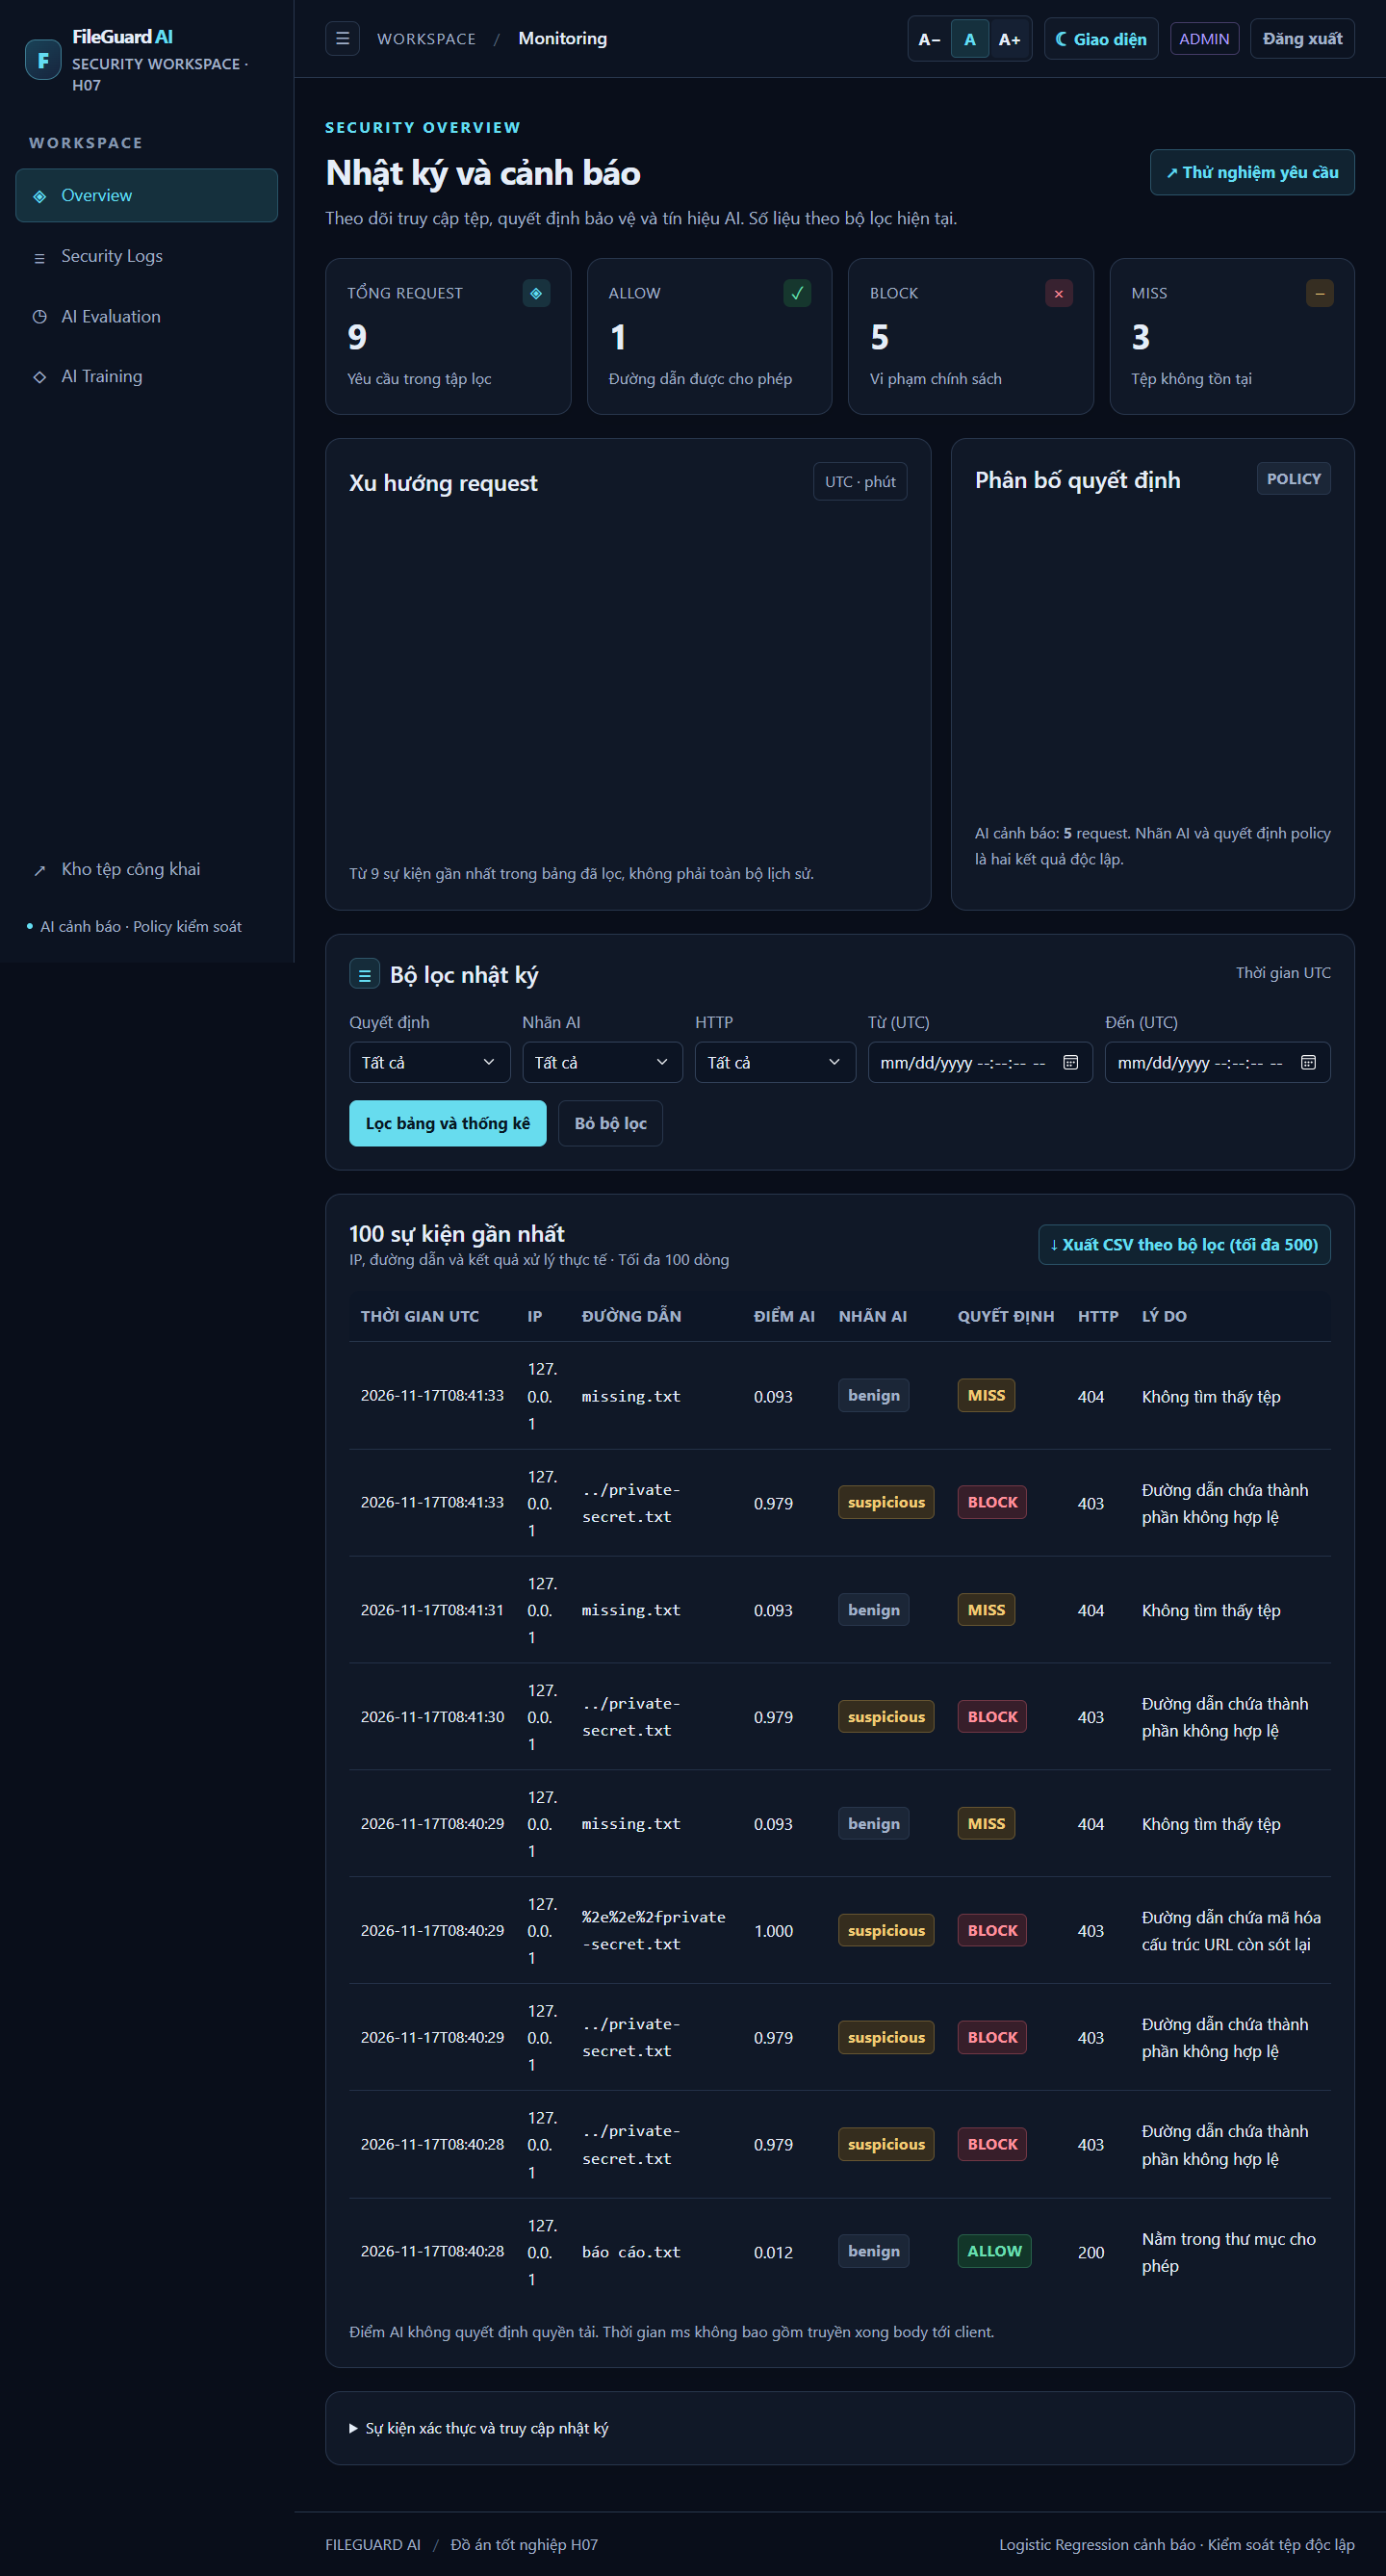 F
FileGuard AI
SECURITY WORKSPACE ·
H07
WORKSPACE
Overview
Security Logs
AI Evaluation
AI Training
Kho tệp công khai
AI cảnh báo · Policy kiểm soát
WORKSPACE / Monitoring
A− A A+ Giao diện ADMIN Đăng xuất
SECURITY OVERVIEW
Nhật ký và cảnh báo
↗ Thử nghiệm yêu cầu
Theo dõi truy cập tệp, quyết định bảo vệ và tín hiệu AI. Số liệu theo bộ lọc hiện tại.
TỔNG REQUEST
9
Yêu cầu trong tập lọc
ALLOW
1
Đường dẫn được cho phép
BLOCK
5
Vi phạm chính sách
MISS
3
Tệp không tồn tại
Xu hướng request
UTC · phút
Từ 9 sự kiện gần nhất trong bảng đã lọc, không phải toàn bộ lịch sử.
Phân bố quyết định
POLICY
AI cảnh báo: 5 request. Nhãn AI và quyết định policy
là hai kết quả độc lập.
Bộ lọc nhật ký
Thời gian UTC
Quyết định Nhãn AI HTTP Từ (UTC) Đến (UTC)
Tất cả Tất cả Tất cả mm/dd/yyyy --:--:-- -- mm/dd/yyyy --:--:-- --
Lọc bảng và thống kê Bỏ bộ lọc
100 sự kiện gần nhất
IP, đường dẫn và kết quả xử lý thực tế · Tối đa 100 dòng
↓ Xuất CSV theo bộ lọc (tối đa 500)
THỜI GIAN UTC IP ĐƯỜNG DẪN ĐIỂM AI NHÃN AI QUYẾT ĐỊNH HTTP LÝ DO
2026-11-17T08:41:33 127.0.0.1 missing.txt 0.093 benign MISS 404 Không tìm thấy tệp
2026-11-17T08:41:33 127.0.0.1 ../private-secret.txt 0.979 suspicious BLOCK 403 Đường dẫn chứa thành phần không hợp lệ
2026-11-17T08:41:31 127.0.0.1 missing.txt 0.093 benign MISS 404 Không tìm thấy tệp
2026-11-17T08:41:30 127.0.0.1 ../private-secret.txt 0.979 suspicious BLOCK 403 Đường dẫn chứa thành phần không hợp lệ
2026-11-17T08:40:29 127.0.0.1 missing.txt 0.093 benign MISS 404 Không tìm thấy tệp
2026-11-17T08:40:29 127.0.0.1 %2e%2e%2fprivate-secret.txt 1.000 suspicious BLOCK 403 Đường dẫn chứa mã hóa cấu trúc URL còn sót lại
2026-11-17T08:40:29 127.0.0.1 ../private-secret.txt 0.979 suspicious BLOCK 403 Đường dẫn chứa thành phần không hợp lệ
2026-11-17T08:40:28 127.0.0.1 ../private-secret.txt 0.979 suspicious BLOCK 403 Đường dẫn chứa thành phần không hợp lệ
2026-11-17T08:40:28 127.0.0.1 báo cáo.txt 0.012 benign ALLOW 200 Nằm trong thư mục cho phép
Điểm AI không quyết định quyền tải. Thời gian ms không bao gồm truyền xong body tới client.
▶ Sự kiện xác thực và truy cập nhật ký
FILEGUARD AI / Đồ án tốt nghiệp H07
Logistic Regression cảnh báo · Kiểm soát tệp độc lập